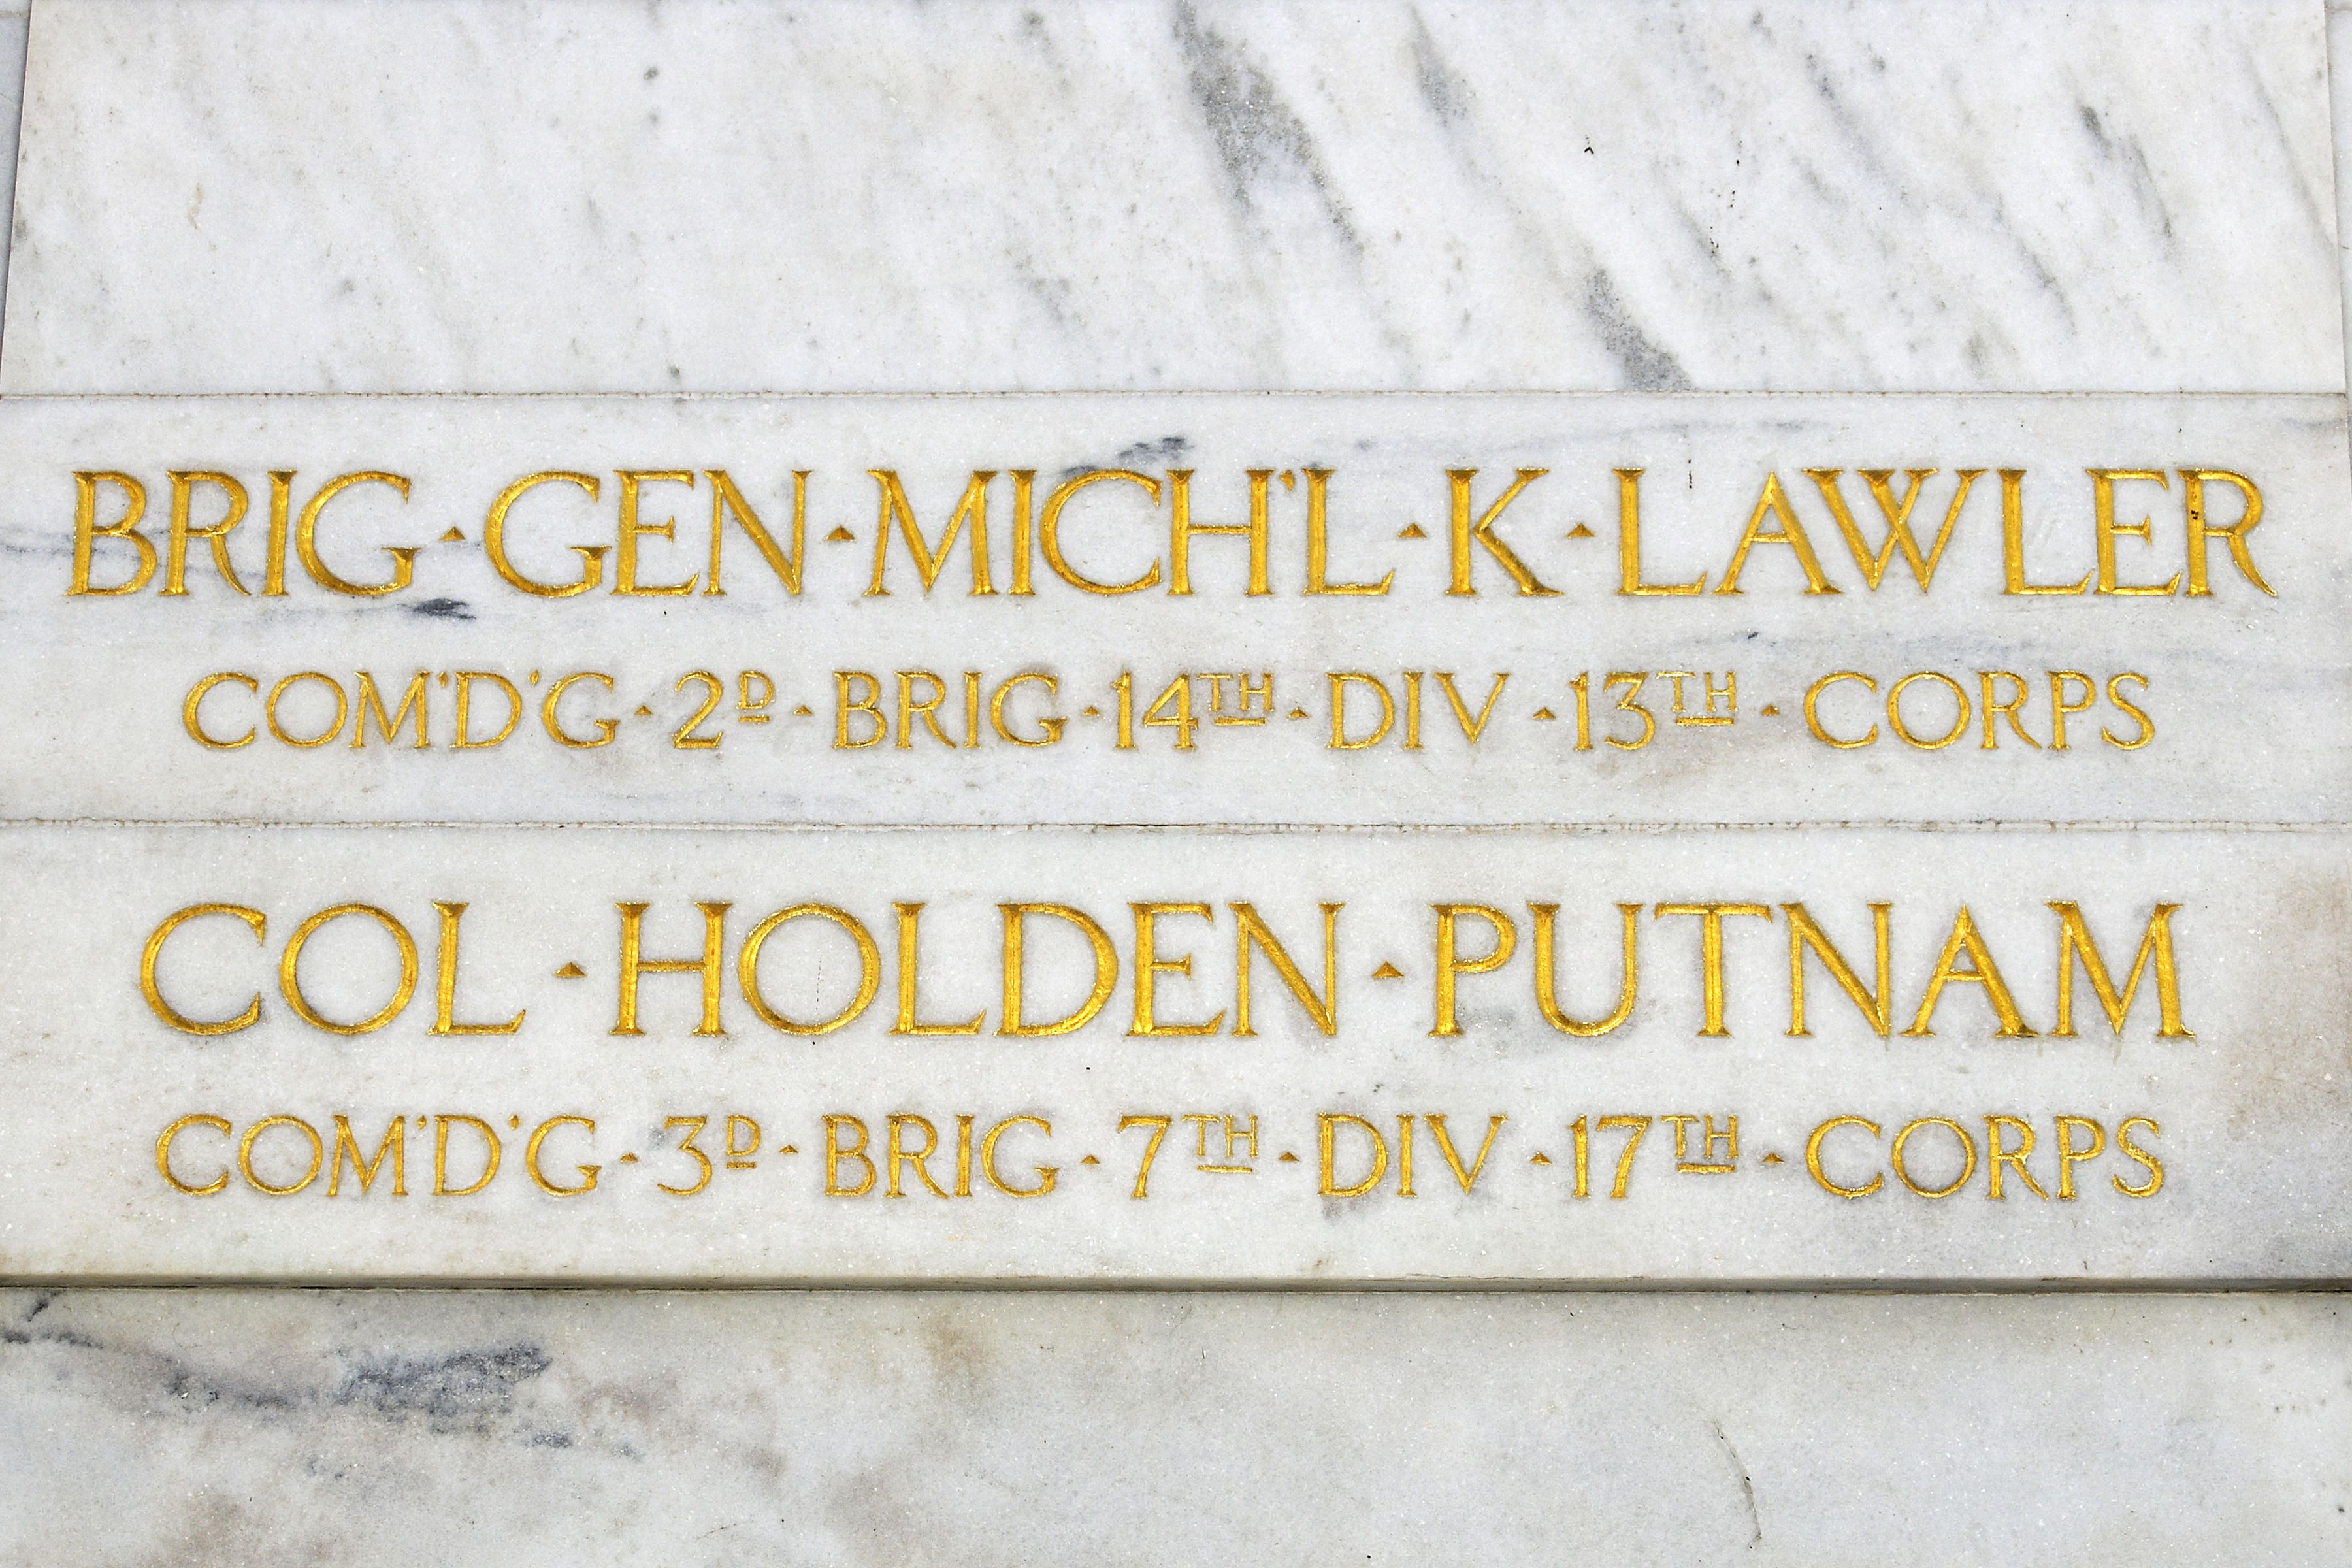 BRIG · GEN · MICH'L · K · LAWLER
COM'D'G · 2D · BRIG · 14TH · DIV · 13TH · CORPS
COL · HOLDEN · PUTNAM
COM'D'G · 3D · BRIG · 7TH · DIV · 17TH · CORPS